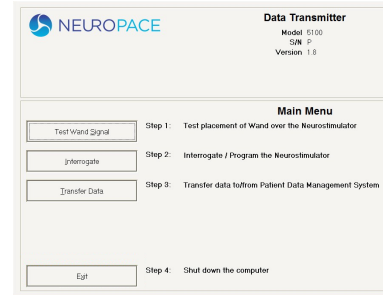 NEUROPACE
Data Transmitter
Model 5100
S/N P
Version 1.8
Main Menu
Test Wand Signal Step 1: Test placement of Wand over the Neurostimulator
Interrogate Step 2: Interrogate / Program the Neurostimulator
Transfer Data Step 3: Transfer data to/from Patient Data Management System
Exit Step 4: Shut down the computer